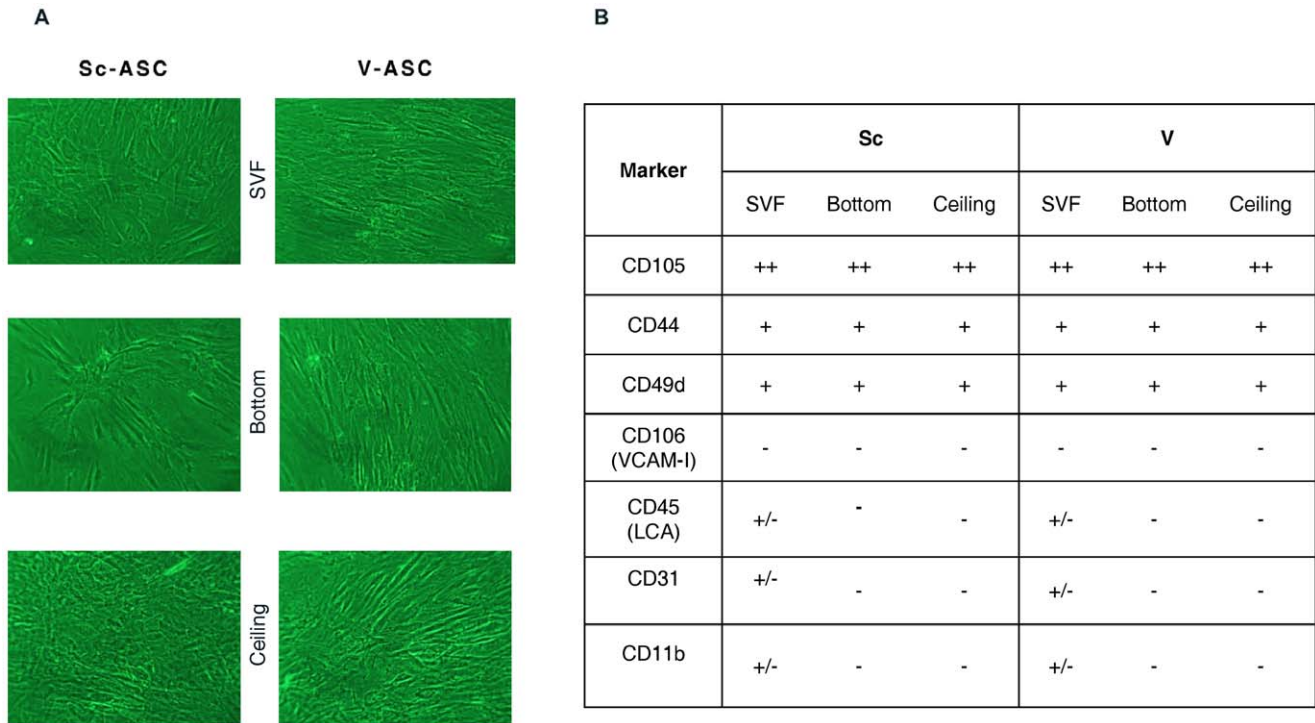 A
Sc-ASC V-ASC
SVF
Bottom
Ceiling
B
Marker Sc V
SVF Bottom Ceiling SVF Bottom Ceiling
CD105 ++ ++ ++ ++ ++ ++
CD44 + + + + + +
CD49d + + + + + +
CD106
(VCAM-I) - - - - - -
CD45
(LCA) +/- - - +/- - -
CD31 +/- - - +/- - -
CD11b +/- - - +/- - -